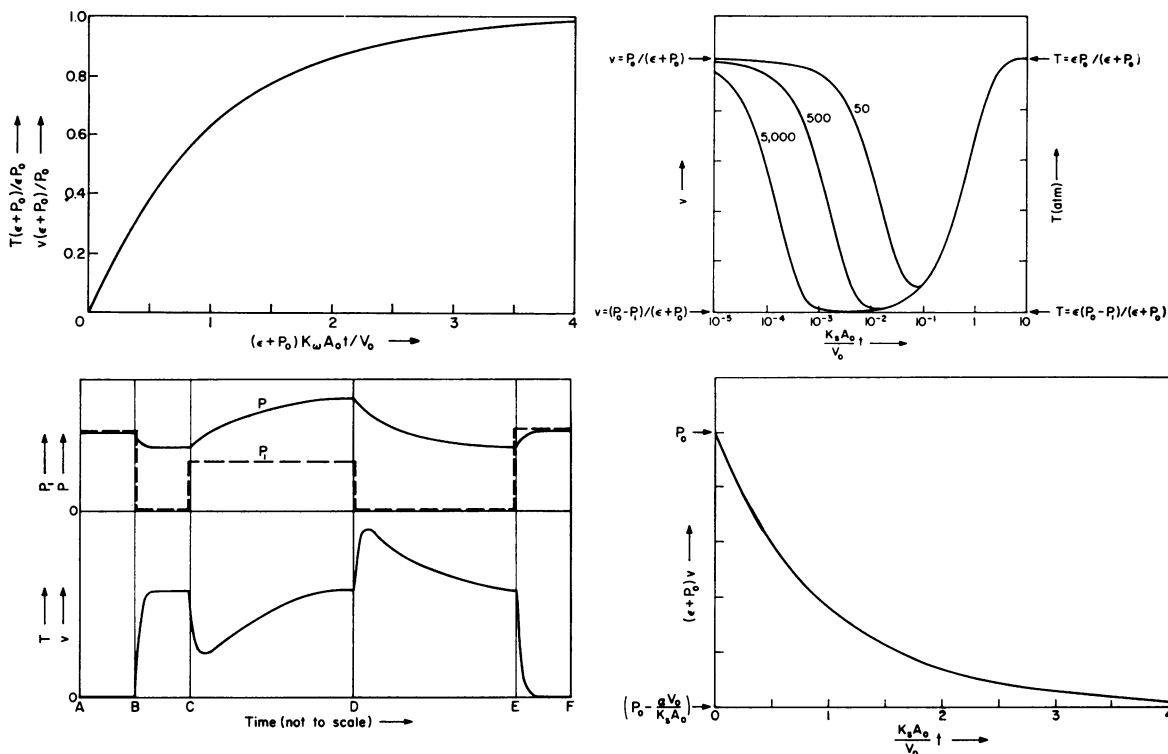 1.0
0.8
0.6
0.4
0.2
0
1
2
3
4
T(ϵ+P₀)/ϵP₀
v(ϵ+P₀)/P₀
(ϵ+P₀) K_ω A₀ t/V₀
v=P₀/(ϵ+P₀)
T=ϵP₀/(ϵ+P₀)
50
500
5,000
v
T(atm)
v=(P₀-P₁)/(ϵ+P₀)
T=ϵ(P₀-P₁)/(ϵ+P₀)
10⁻⁵
10⁻⁴
10⁻³
10⁻²
10⁻¹
1
10
K_s A₀/V₀ t
P
P₁
P₁
P
0
T
v
0
A
B
C
D
E
F
Time (not to scale)
P₀
(ϵ+P₀)v
(P₀ - αV₀/K_s A₀)
0
1
2
3
4
K_s A₀/V₀ t